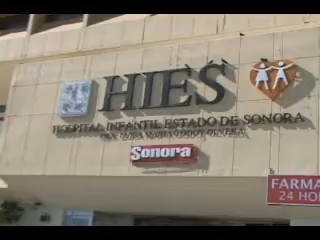 HIES
HOSPITAL INFANTIL ESTADO DE SONORA
Sonora
FARMA
24 HO